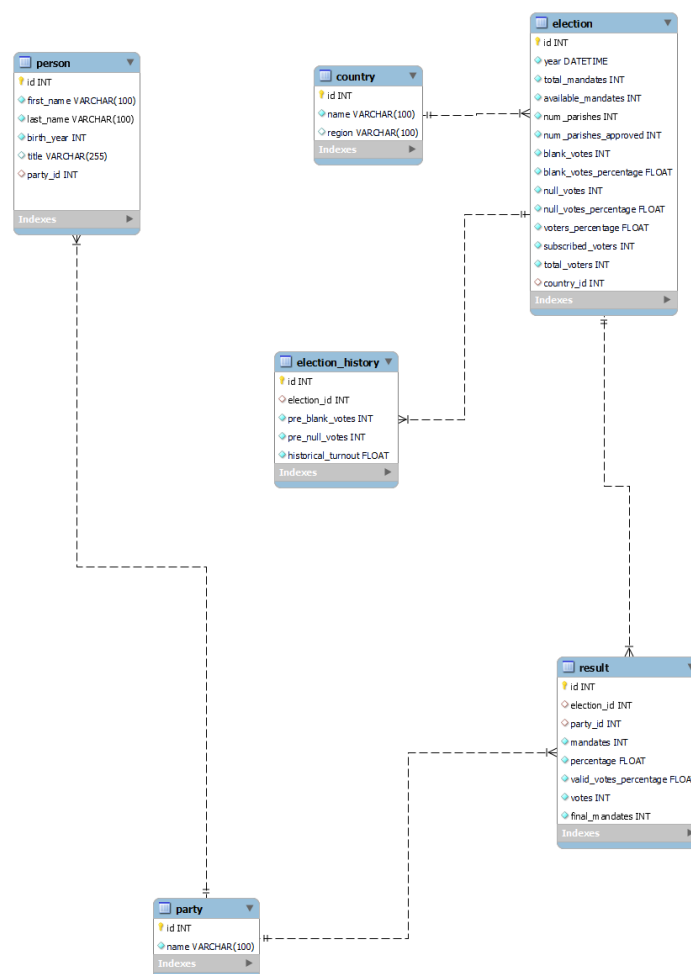 person
id INT
first_name VARCHAR(100)
last_name VARCHAR(100)
birth_year INT
title VARCHAR(255)
party_id INT
Indexes
country
id INT
name VARCHAR(100)
region VARCHAR(100)
Indexes
election
id INT
year DATETIME
total_mandates INT
available_mandates INT
num_parishes INT
num_parishes_approved INT
blank_votes INT
blank_votes_percentage FLOAT
null_votes INT
null_votes_percentage FLOAT
voters_percentage FLOAT
subscribed_voters INT
total_voters INT
country_id INT
Indexes
election_history
id INT
election_id INT
pre_blank_votes INT
pre_null_votes INT
historical_turnout FLOAT
Indexes
result
id INT
election_id INT
party_id INT
mandates INT
percentage FLOAT
valid_votes_percentage FLOA
votes INT
final_mandates INT
Indexes
party
id INT
name VARCHAR(100)
Indexes